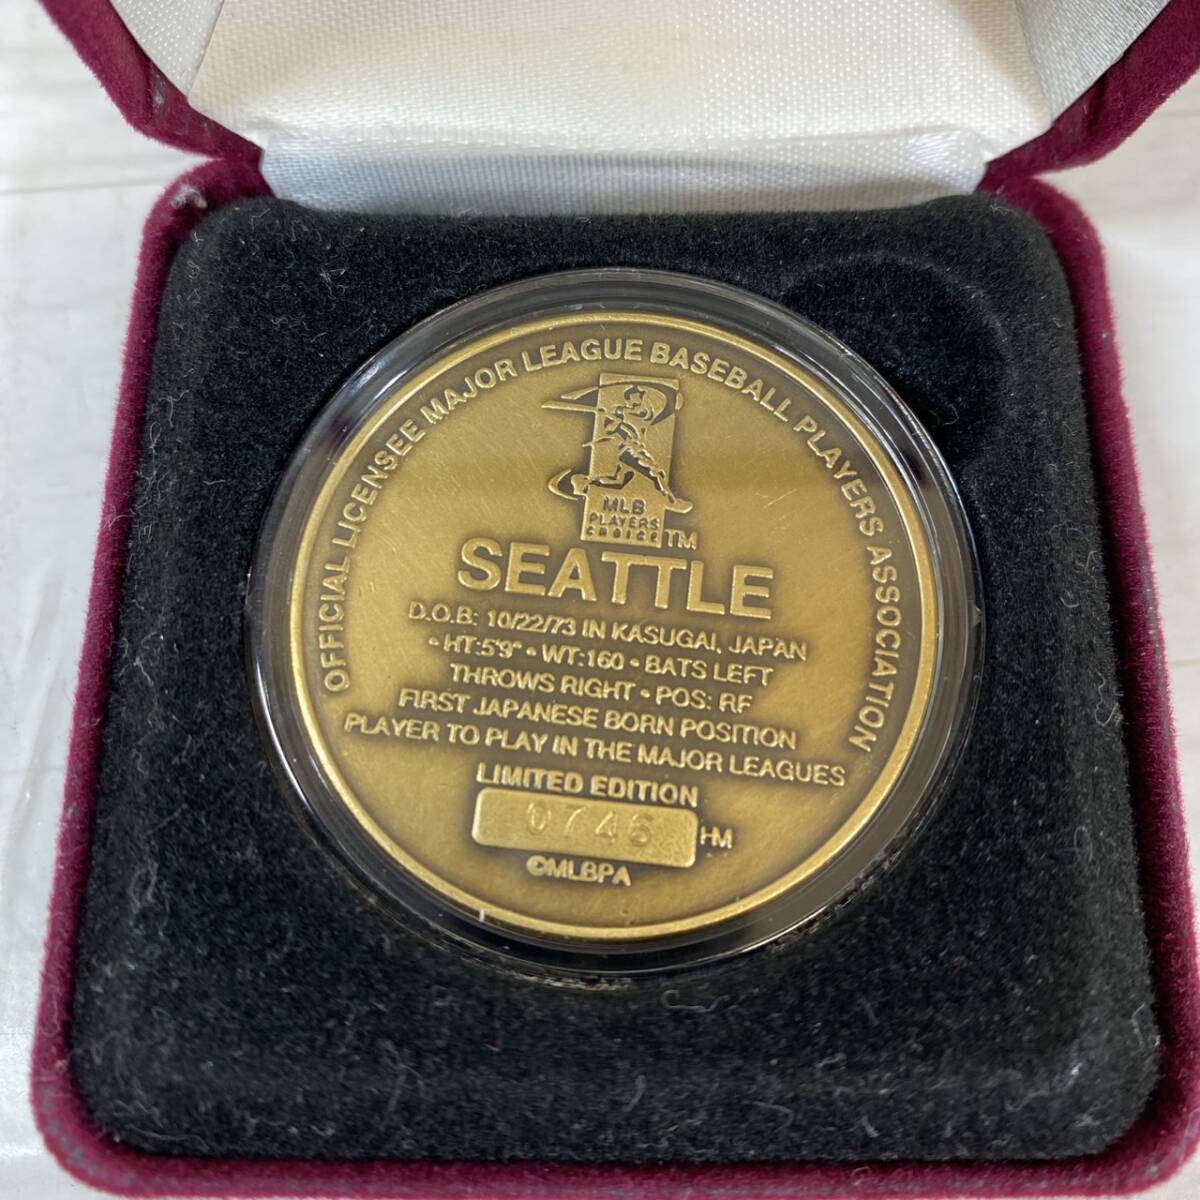 OFFICIAL LICENSEE MAJOR LEAGUE BASEBALL PLAYERS ASSOCIATION
MLB
PLAYERS
CHOICE TM
SEATTLE
D.O.B: 10/22/73 IN KASUGAI, JAPAN
• HT:5'9" • WT:160 • BATS LEFT
THROWS RIGHT • POS: RF
FIRST JAPANESE BORN POSITION
PLAYER TO PLAY IN THE MAJOR LEAGUES
LIMITED EDITION
0746 HM
©MLBPA